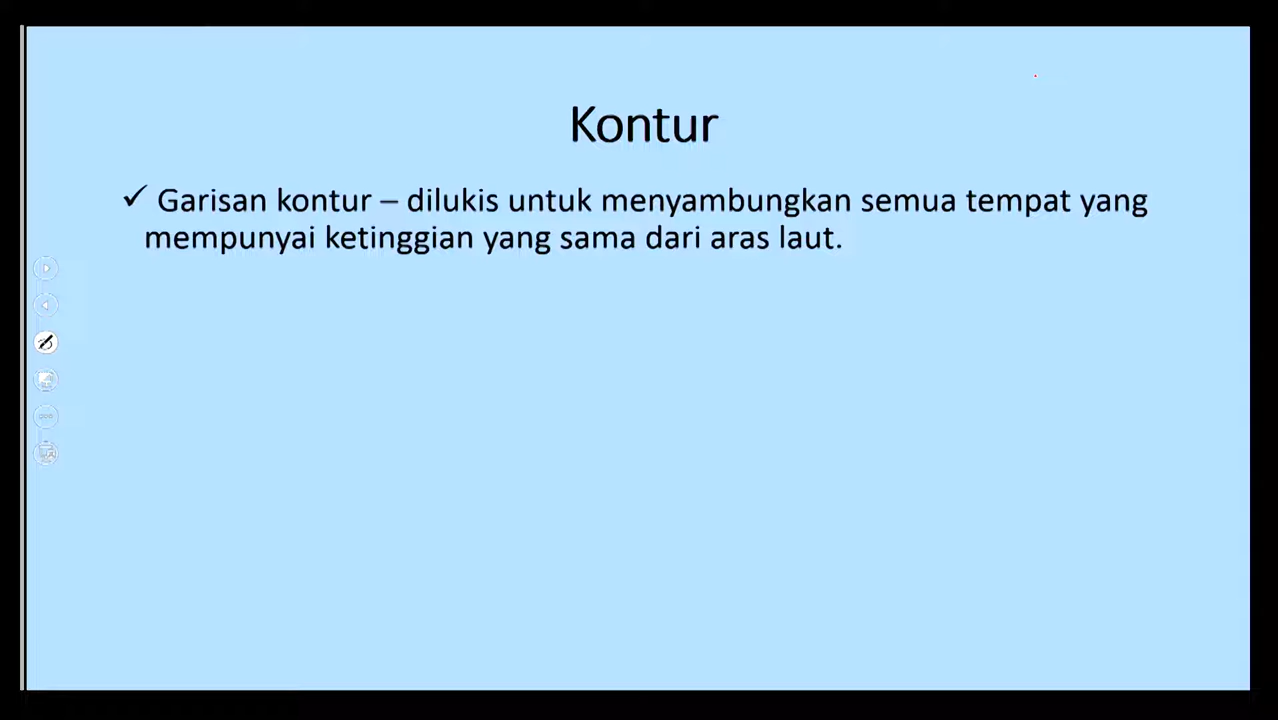 Kontur
✓ Garisan kontur – dilukis untuk menyambungkan semua tempat yang
mempunyai ketinggian yang sama dari aras laut.